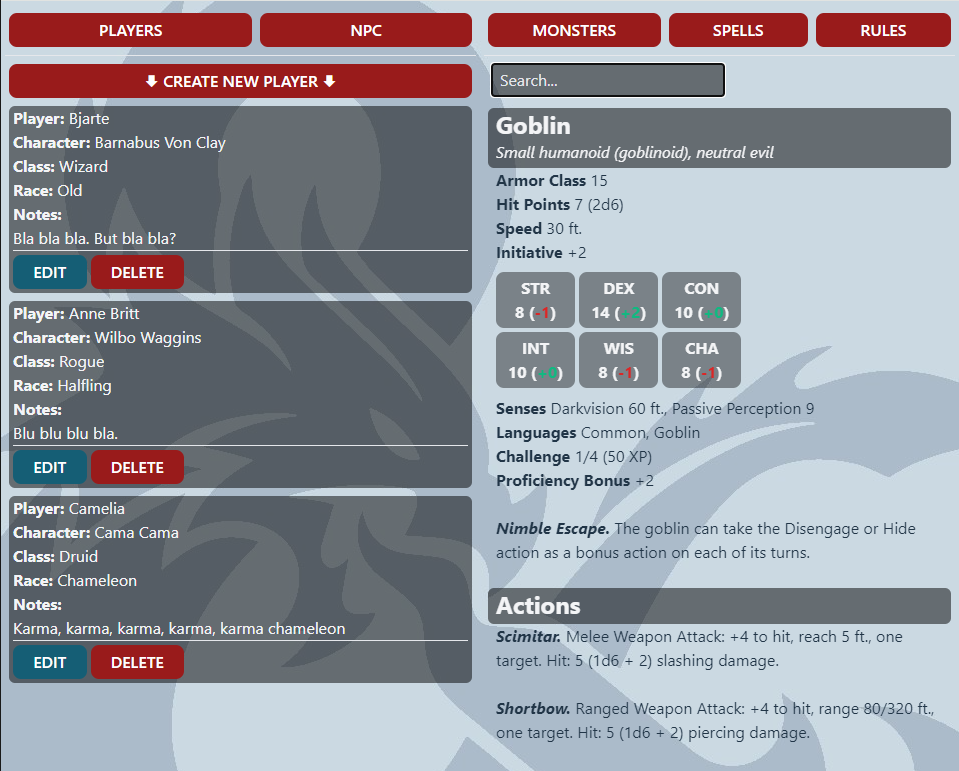 PLAYERS
NPC
MONSTERS
SPELLS
RULES
⬇ CREATE NEW PLAYER ⬇
Player: Bjarte
Character: Barnabus Von Clay
Class: Wizard
Race: Old
Notes:
Bla bla bla. But bla bla?
EDIT
DELETE
Player: Anne Britt
Character: Wilbo Waggins
Class: Rogue
Race: Halfling
Notes:
Blu blu blu bla.
EDIT
DELETE
Player: Camelia
Character: Cama Cama
Class: Druid
Race: Chameleon
Notes:
Karma, karma, karma, karma, karma chameleon
EDIT
DELETE
Search...
Goblin
Small humanoid (goblinoid), neutral evil
Armor Class 15
Hit Points 7 (2d6)
Speed 30 ft.
Initiative +2
STR
8 (-1)
DEX
14 (+2)
CON
10 (+0)
INT
10 (+0)
WIS
8 (-1)
CHA
8 (-1)
Senses Darkvision 60 ft., Passive Perception 9
Languages Common, Goblin
Challenge 1/4 (50 XP)
Proficiency Bonus +2
Nimble Escape. The goblin can take the Disengage or Hide
action as a bonus action on each of its turns.
Actions
Scimitar. Melee Weapon Attack: +4 to hit, reach 5 ft., one
target. Hit: 5 (1d6 + 2) slashing damage.
Shortbow. Ranged Weapon Attack: +4 to hit, range 80/320 ft.,
one target. Hit: 5 (1d6 + 2) piercing damage.